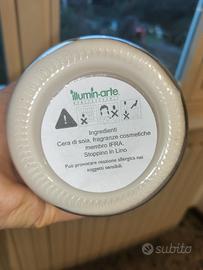 illumin·arte
Ingredienti
Cera di soia, fragranze cosmetiche
membro IFRA.
Stoppino in Lino
Può provocare reazione allergica nei
soggetti sensibili.
subito